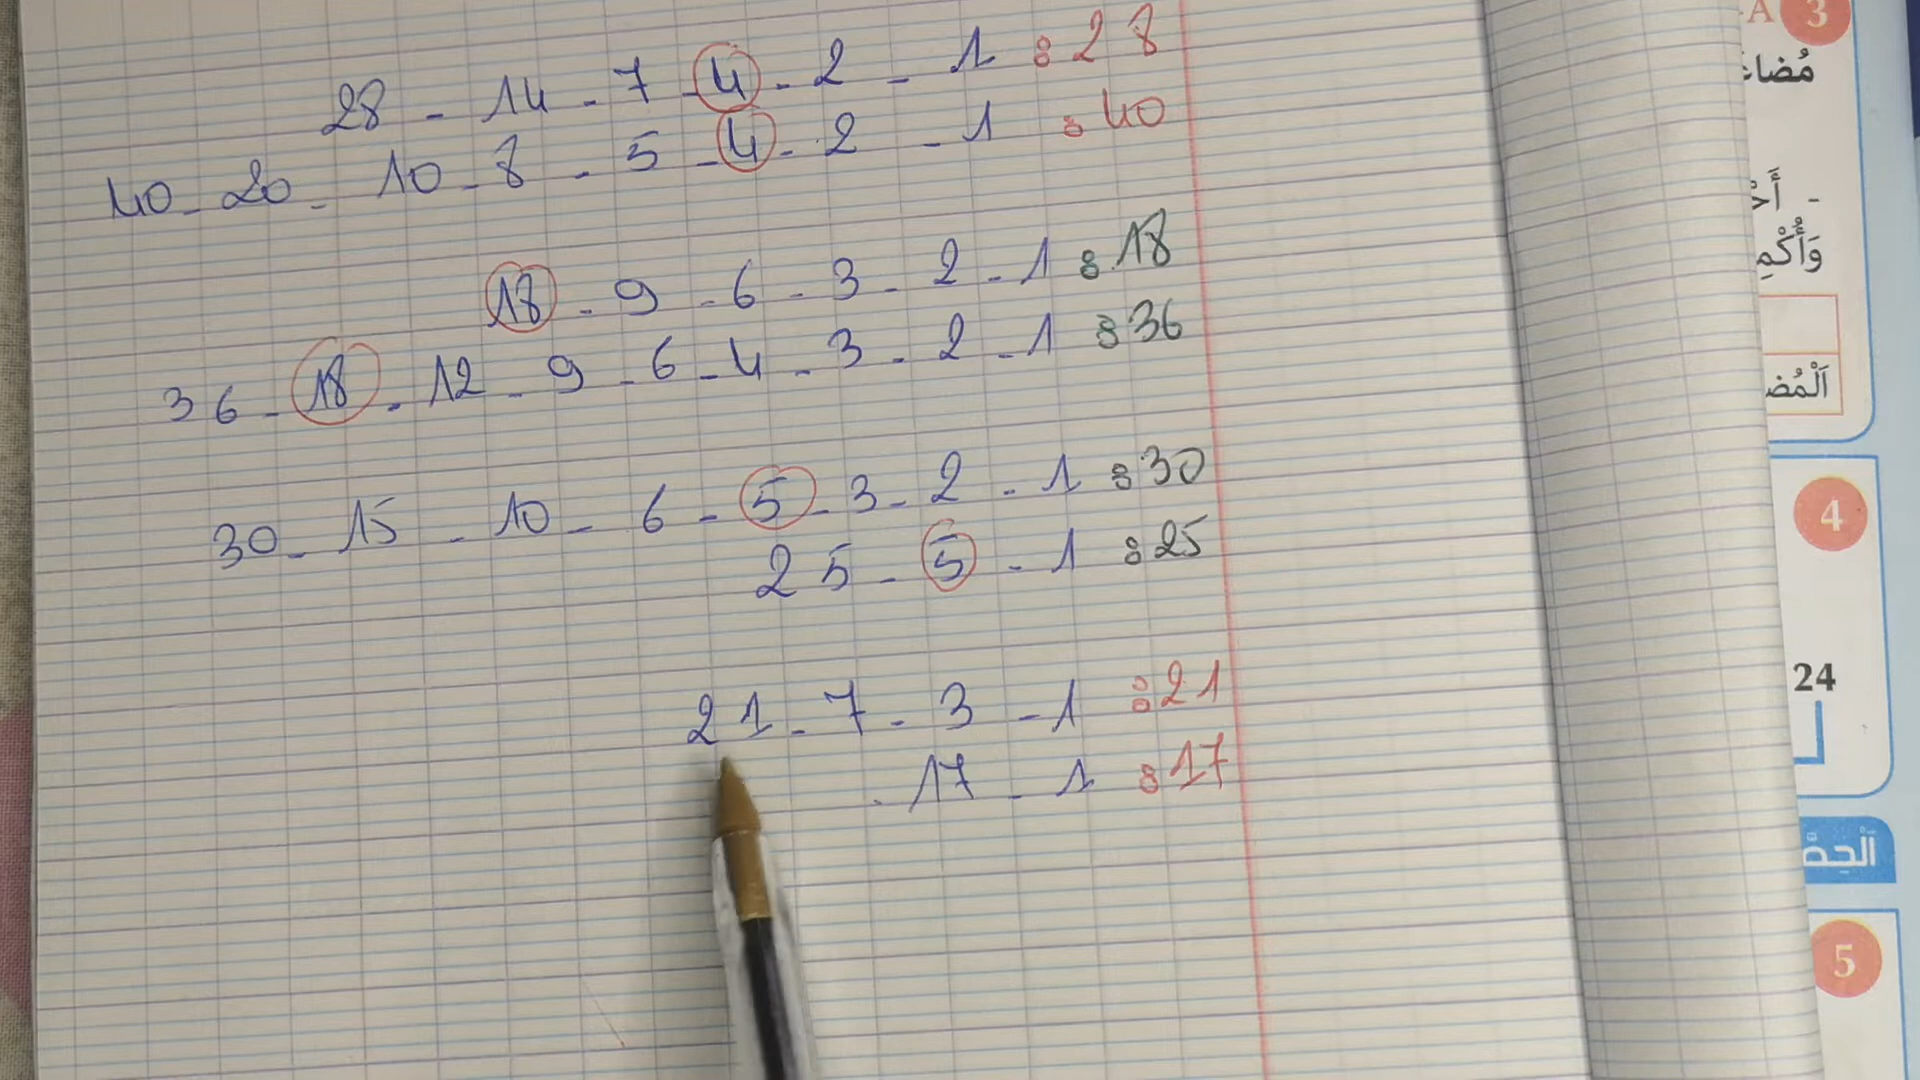 28 - 14 - 7 - 4 - 2 - 1 : 28
40 - 20 - 10 - 8 - 5 - 4 - 2 - 1 : 40
18 - 9 - 6 - 3 - 2 - 1 : 18
36 - 18 - 12 - 9 - 6 - 4 - 3 - 2 - 1 : 36
30 - 15 - 10 - 6 - 5 - 3 - 2 - 1 : 30
25 - 5 - 1 : 25
21 - 7 - 3 - 1 : 21
17 - 1 : 17
A 3
4
24
5